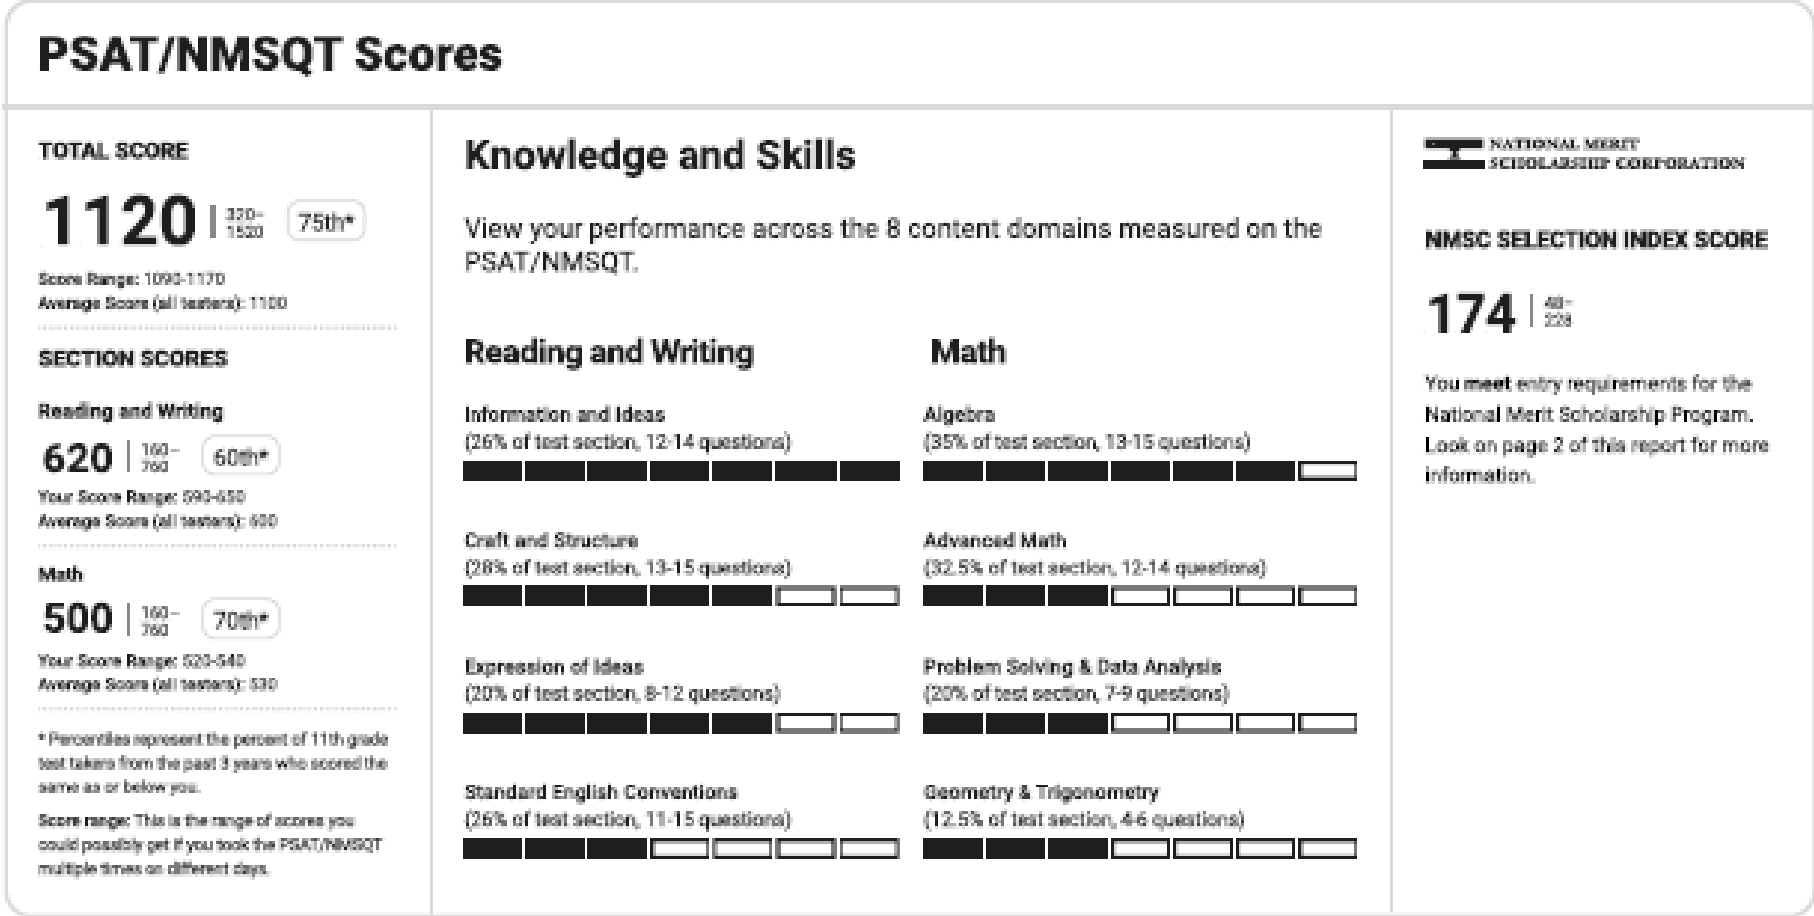 PSAT/NMSQT Scores
TOTAL SCORE
1120
320–
1520
75th*
Score Range: 1090-1170
Average Score (all testers): 1100
SECTION SCORES
Reading and Writing
620
160–
760
60th*
Your Score Range: 590-650
Average Score (all testers): 600
Math
500
160–
760
70th*
Your Score Range: 520-540
Average Score (all testers): 530
* Percentiles represent the percent of 11th grade
test takers from the past 3 years who scored the
same as or below you.
Score range: This is the range of scores you
could possibly get if you took the PSAT/NMSQT
multiple times on different days.
Knowledge and Skills
View your performance across the 8 content domains measured on the
PSAT/NMSQT.
Reading and Writing
Information and Ideas
(26% of test section, 12-14 questions)
Craft and Structure
(28% of test section, 13-15 questions)
Expression of Ideas
(20% of test section, 8-12 questions)
Standard English Conventions
(26% of test section, 11-15 questions)
Math
Algebra
(35% of test section, 13-15 questions)
Advanced Math
(32.5% of test section, 12-14 questions)
Problem Solving & Data Analysis
(20% of test section, 7-9 questions)
Geometry & Trigonometry
(12.5% of test section, 4-6 questions)
NATIONAL MERIT
SCHOLARSHIP CORPORATION
NMSC SELECTION INDEX SCORE
174
48–
228
You meet entry requirements for the
National Merit Scholarship Program.
Look on page 2 of this report for more
information.